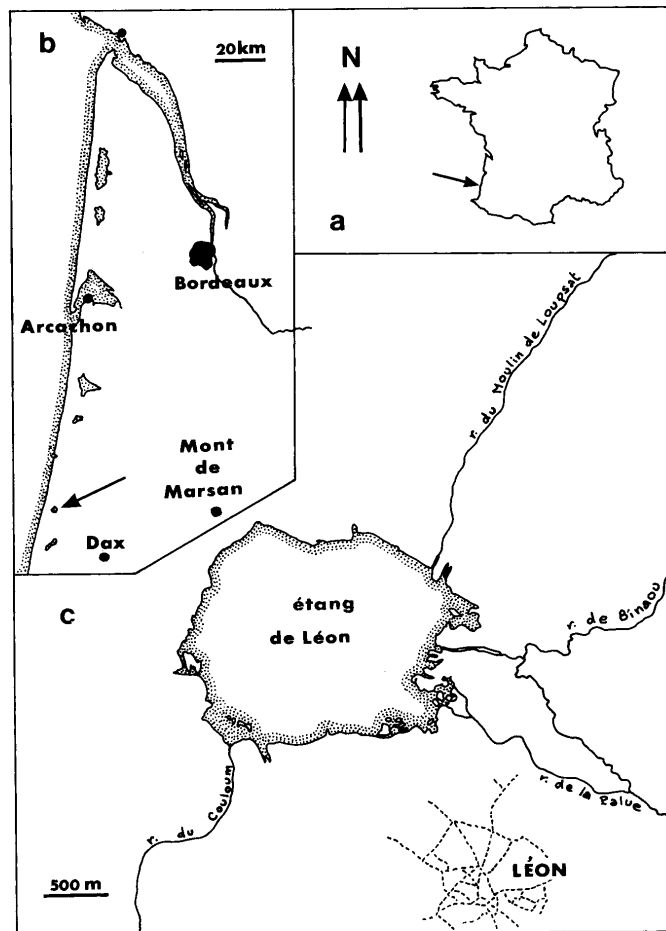 b
20km
Bordeaux
Arcachon
Mont
de
Marsan
Dax
N
a
c
étang
de Léon
r. du Moulin de Loupsat
r. de Binaou
r. de la Palue
r. du Couloum
LÉON
500 m